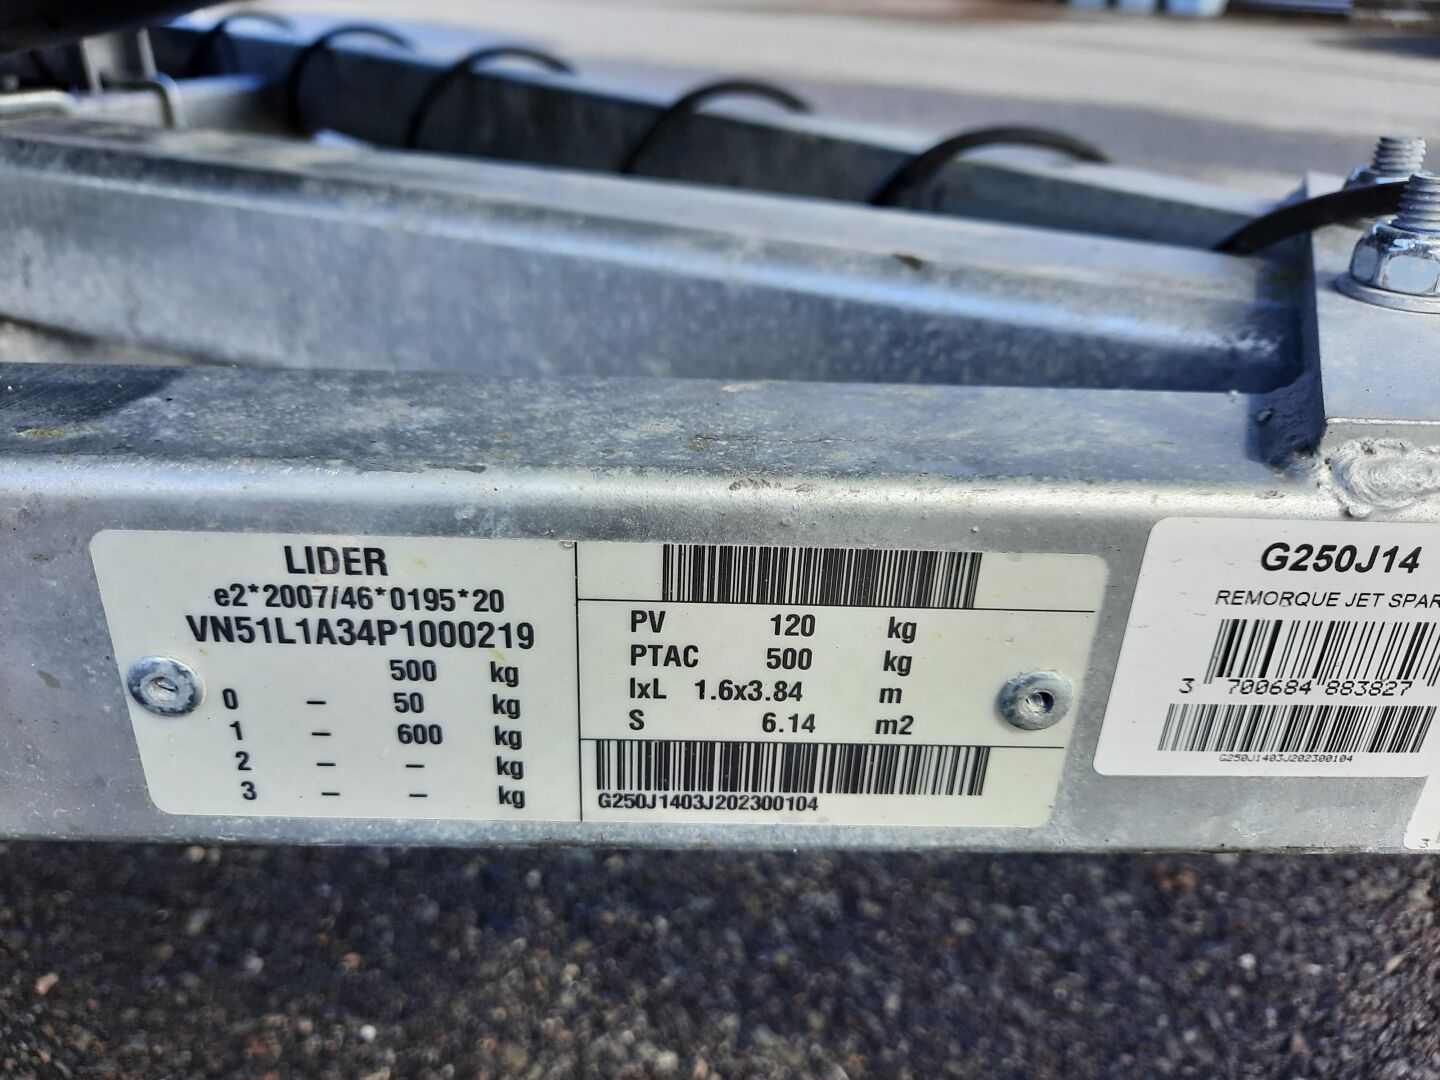 LIDER
e2*2007/46*0195*20
VN51L1A34P1000219
500 kg
0 – 50 kg
1 – 600 kg
2 – – kg
3 – – kg
PV 120 kg
PTAC 500 kg
lxL 1.6x3.84 m
S 6.14 m2
G250J1403J202300104
G250J14
REMORQUE JET SPAR
3 700684 883827
G250J1403J202300104
3